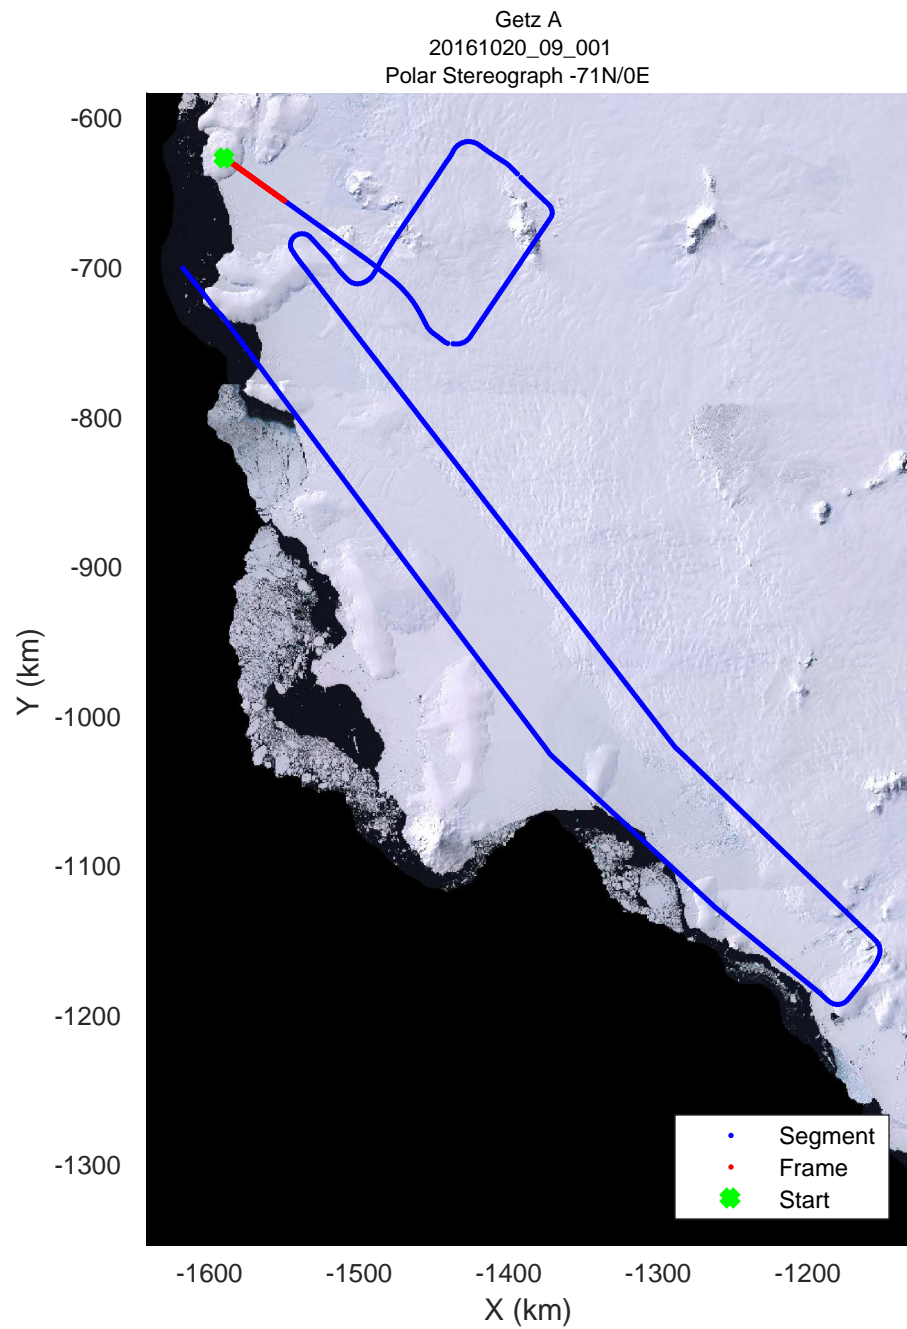 Getz A
20161020_09_001
Polar Stereograph -71N/0E
-600
-700
-800
-900
-1000
-1100
-1200
-1300
Y (km)
Segment
Frame
Start
-1600
-1500
-1400
-1300
-1200
X (km)